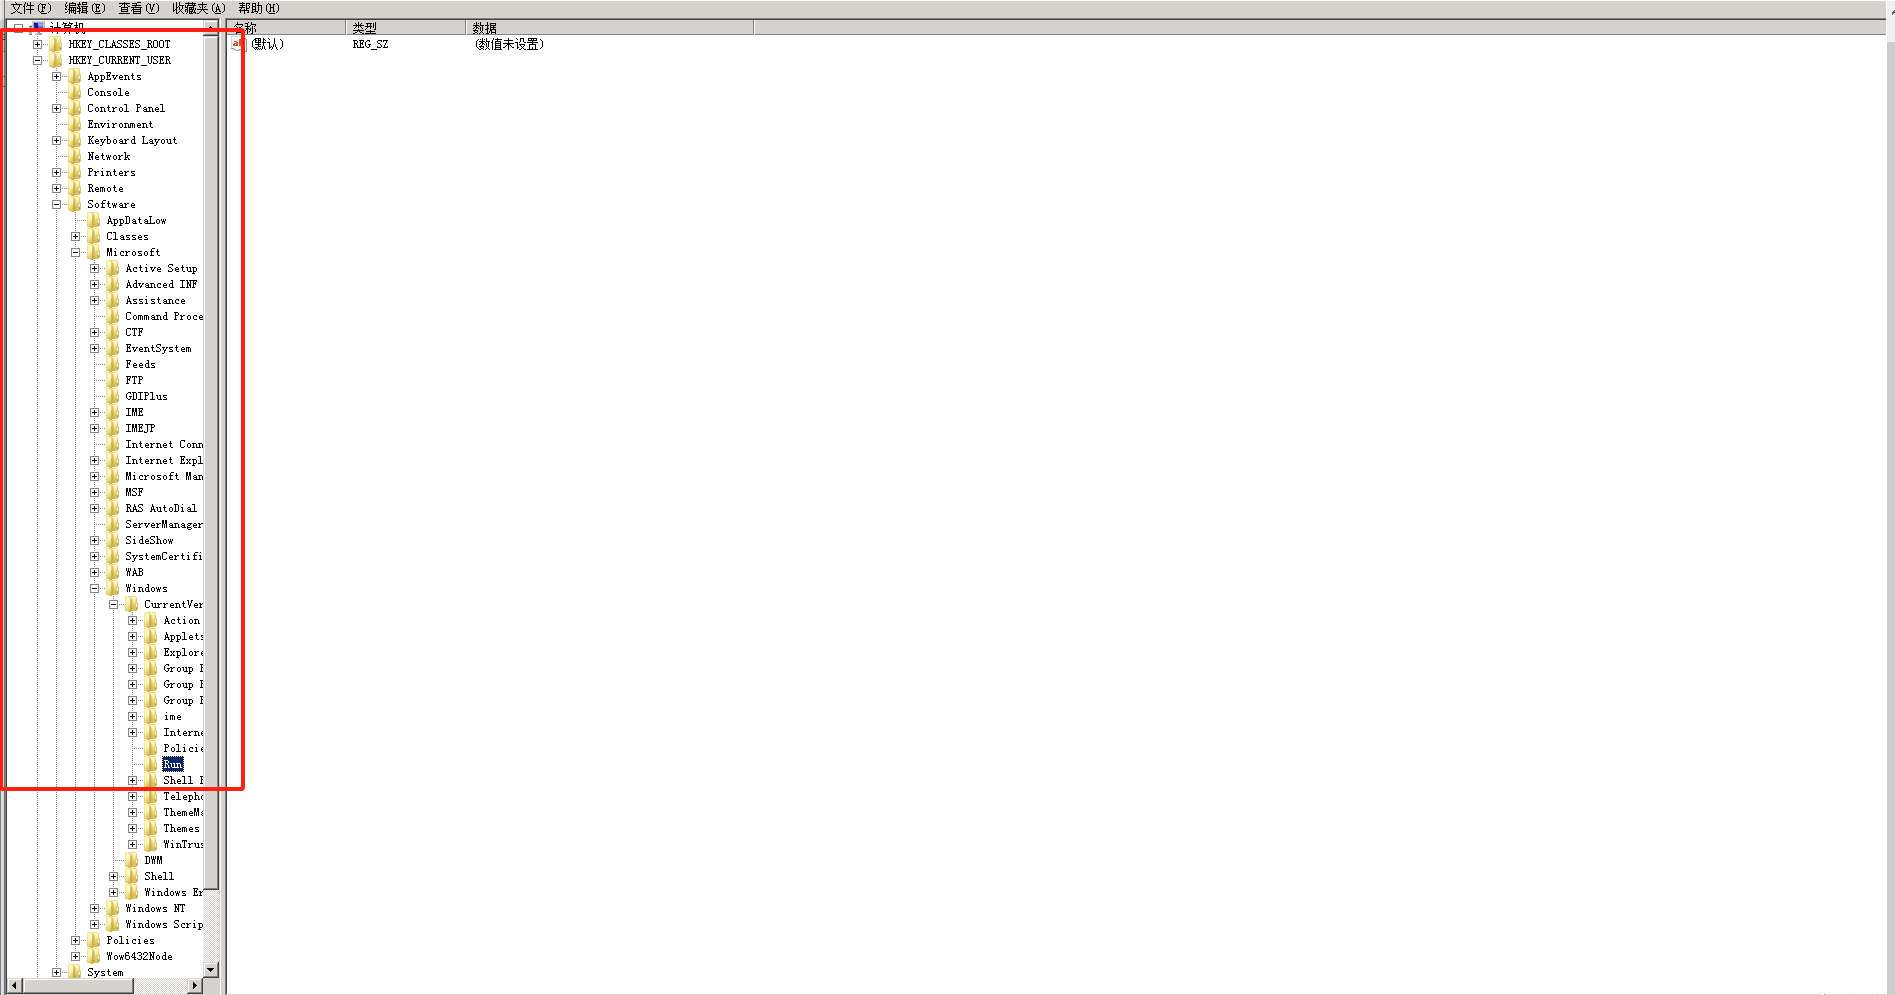 文件(F) 编辑(E) 查看(V) 收藏夹(A) 帮助(H)
计算机
HKEY_CLASSES_ROOT
HKEY_CURRENT_USER
AppEvents
Console
Control Panel
Environment
Keyboard Layout
Network
Printers
Remote
Software
AppDataLow
Classes
Microsoft
Active Setup
Advanced INF
Assistance
Command Proce
CTF
EventSystem
Feeds
FTP
GDIPlus
IME
IMEJP
Internet Conn
Internet Expl
Microsoft Man
MSF
RAS AutoDial
ServerManager
SideShow
SystemCertifi
WAB
Windows
CurrentVer
Action
Applets
Explore
Group P
Group P
Group P
ime
Interne
Policie
Run
Shell E
Telepho
ThemeMa
Themes
WinTrus
DWM
Shell
Windows Er
Windows NT
Windows Scrip
Policies
Wow6432Node
System
名称 类型 数据
ab (默认) REG_SZ (数值未设置)